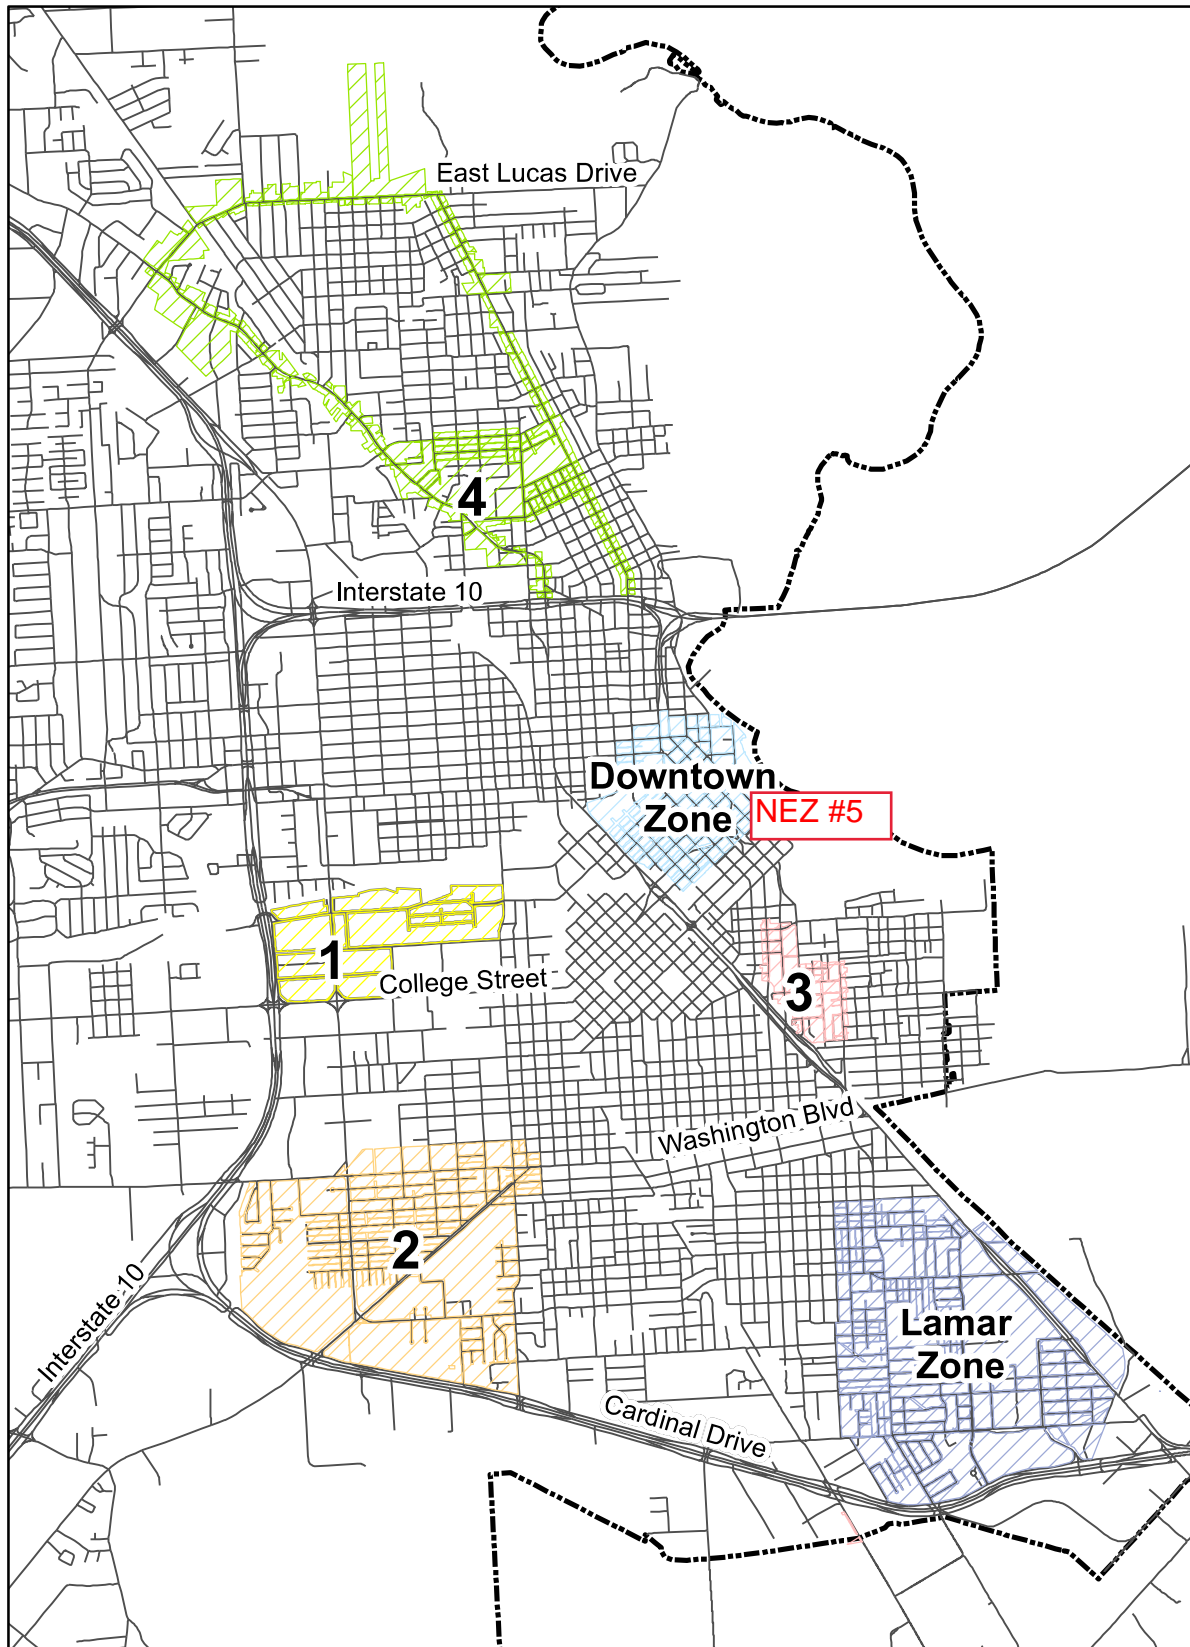 East Lucas Drive
4
Interstate 10
Downtown
Zone
NEZ #5
1
College Street
3
Washington Blvd
2
Interstate 10
Lamar
Zone
Cardinal Drive